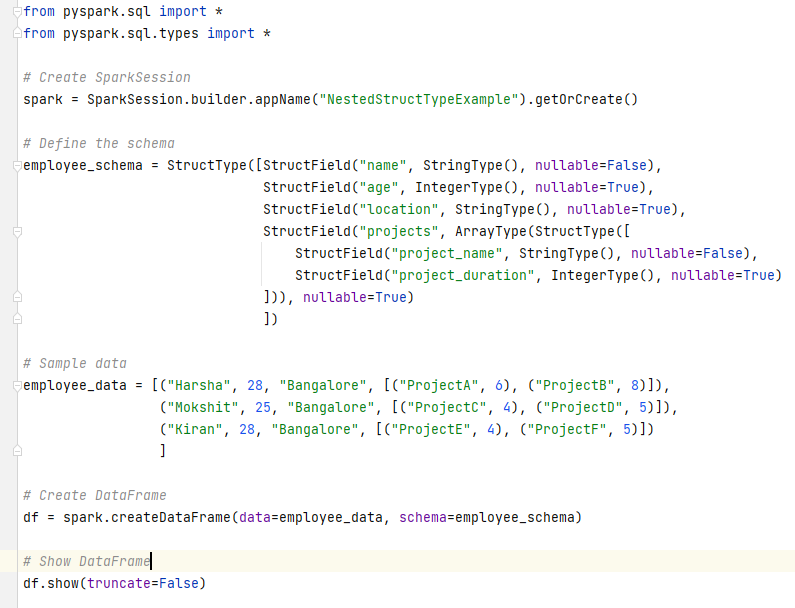 from pyspark.sql import *
from pyspark.sql.types import *
# Create SparkSession
spark = SparkSession.builder.appName("NestedStructTypeExample").getOrCreate()
# Define the schema
employee_schema = StructType([StructField("name", StringType(), nullable=False),
StructField("age", IntegerType(), nullable=True),
StructField("location", StringType(), nullable=True),
StructField("projects", ArrayType(StructType([
StructField("project_name", StringType(), nullable=False),
StructField("project_duration", IntegerType(), nullable=True)
])), nullable=True)
])
# Sample data
employee_data = [("Harsha", 28, "Bangalore", [("ProjectA", 6), ("ProjectB", 8)]),
("Mokshit", 25, "Bangalore", [("ProjectC", 4), ("ProjectD", 5)]),
("Kiran", 28, "Bangalore", [("ProjectE", 4), ("ProjectF", 5)])
]
# Create DataFrame
df = spark.createDataFrame(data=employee_data, schema=employee_schema)
# Show DataFrame
df.show(truncate=False)